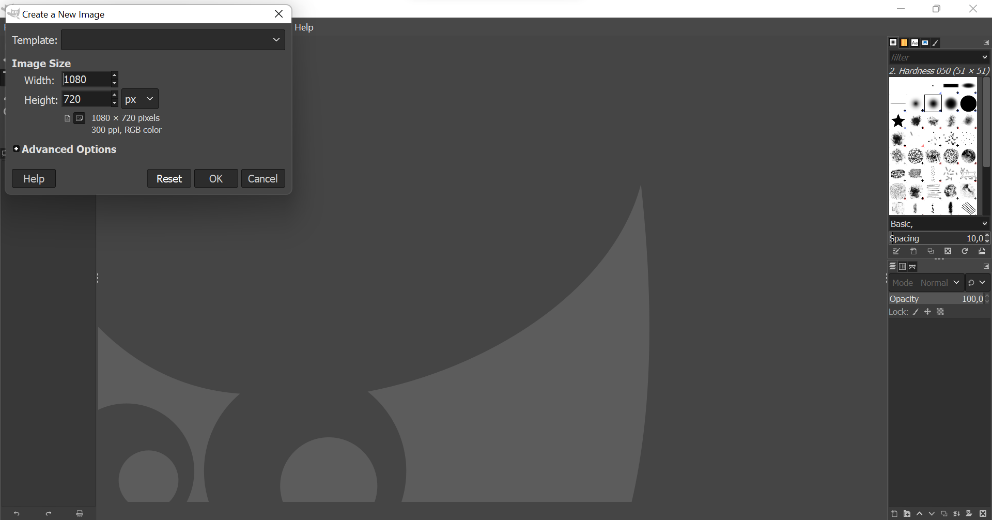 Create a New Image
Help
Template:
Image Size
Width: 1080
Height: 720 px
1080 × 720 pixels
300 ppi, RGB color
Advanced Options
Help Reset OK Cancel
filter
2. Hardness 050 (51 × 51)
Basic,
Spacing 10,0
Mode Normal
Opacity 100,0
Lock: